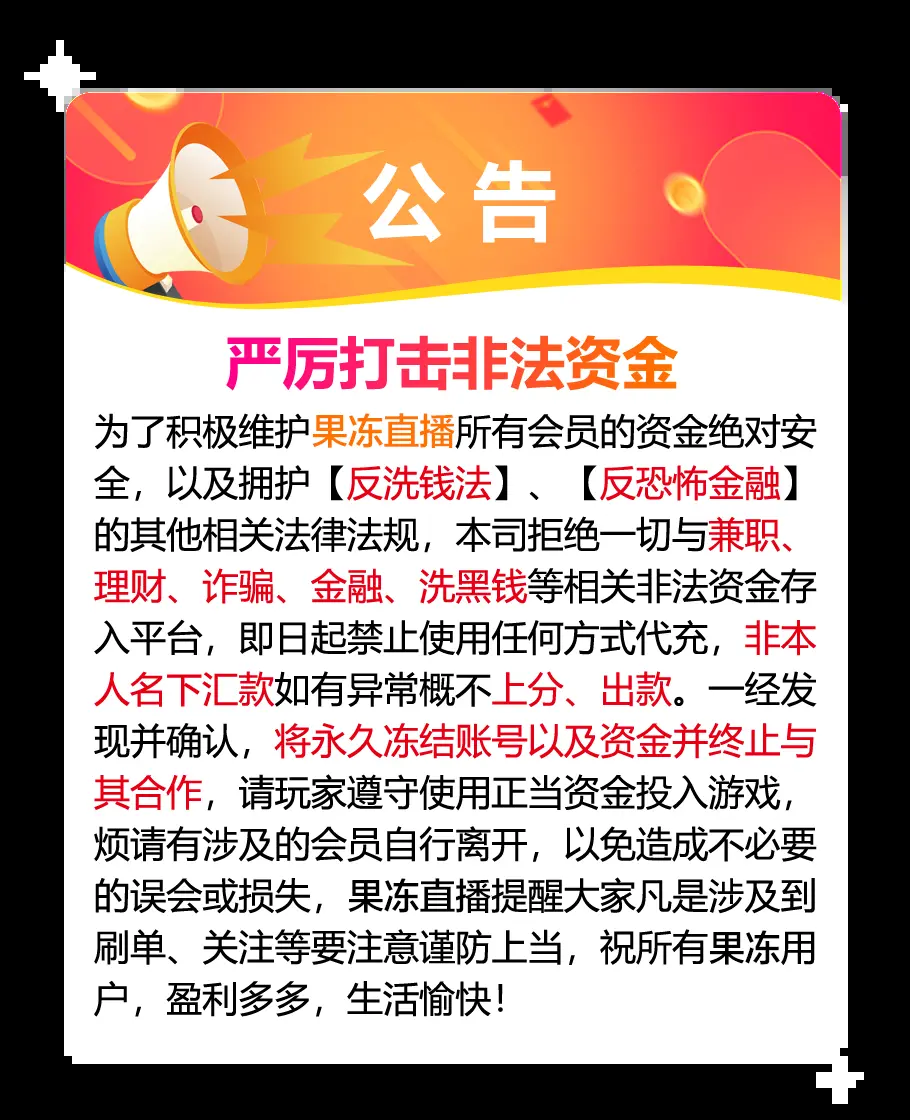 公告
严厉打击非法资金
为了积极维护果冻直播所有会员的资金绝对安
全，以及拥护【反洗钱法】、【反恐怖金融】
的其他相关法律法规，本司拒绝一切与兼职、
理财、诈骗、金融、洗黑钱等相关非法资金存
入平台，即日起禁止使用任何方式代充，非本
人名下汇款如有异常概不上分、出款。一经发
现并确认，将永久冻结账号以及资金并终止与
其合作，请玩家遵守使用正当资金投入游戏，
烦请有涉及的会员自行离开，以免造成不必要
的误会或损失，果冻直播提醒大家凡是涉及到
刷单、关注等要注意谨防上当，祝所有果冻用
户，盈利多多，生活愉快！